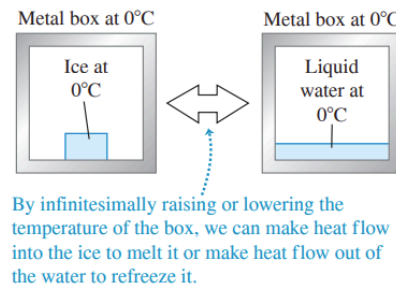 Metal box at 0°C
Metal box at 0°C
Ice at
0°C
Liquid
water at
0°C
By infinitesimally raising or lowering the
temperature of the box, we can make heat flow
into the ice to melt it or make heat flow out of
the water to refreeze it.